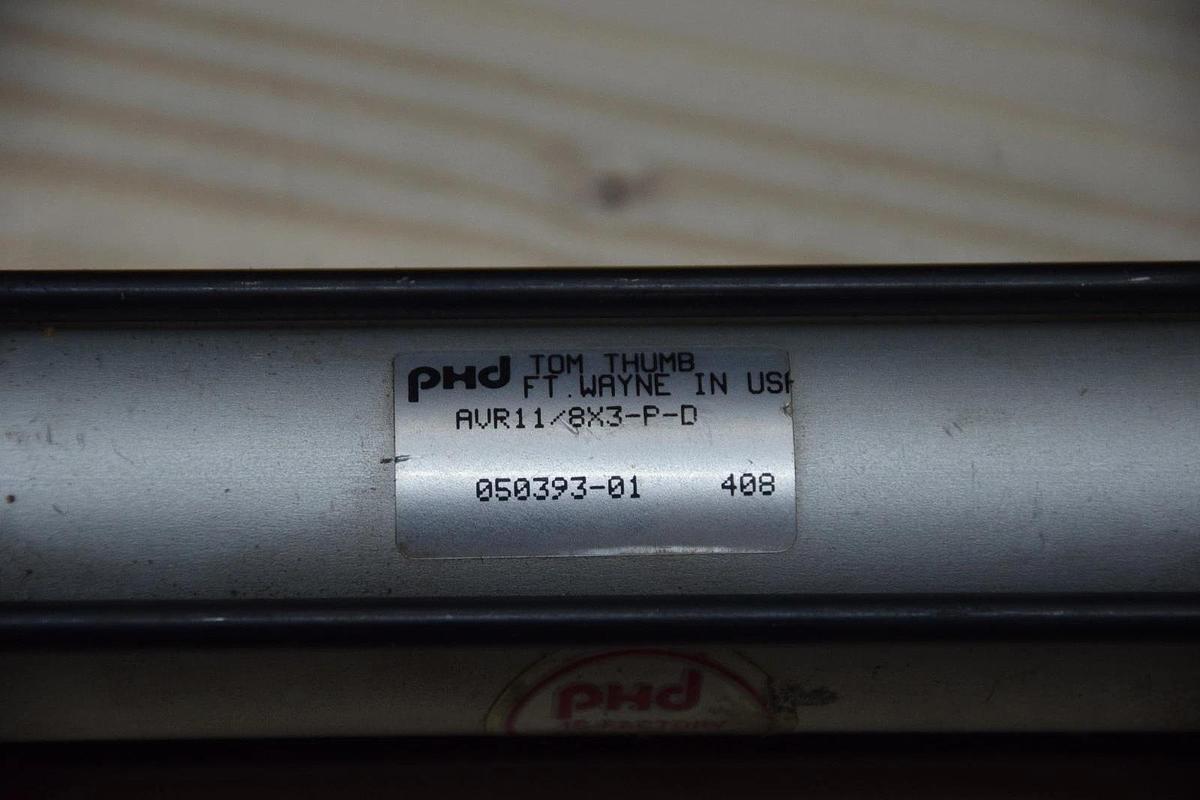 PHD TOM THUMB
FT.WAYNE IN USA
AVR11/8X3-P-D
050393-01 408
PHD